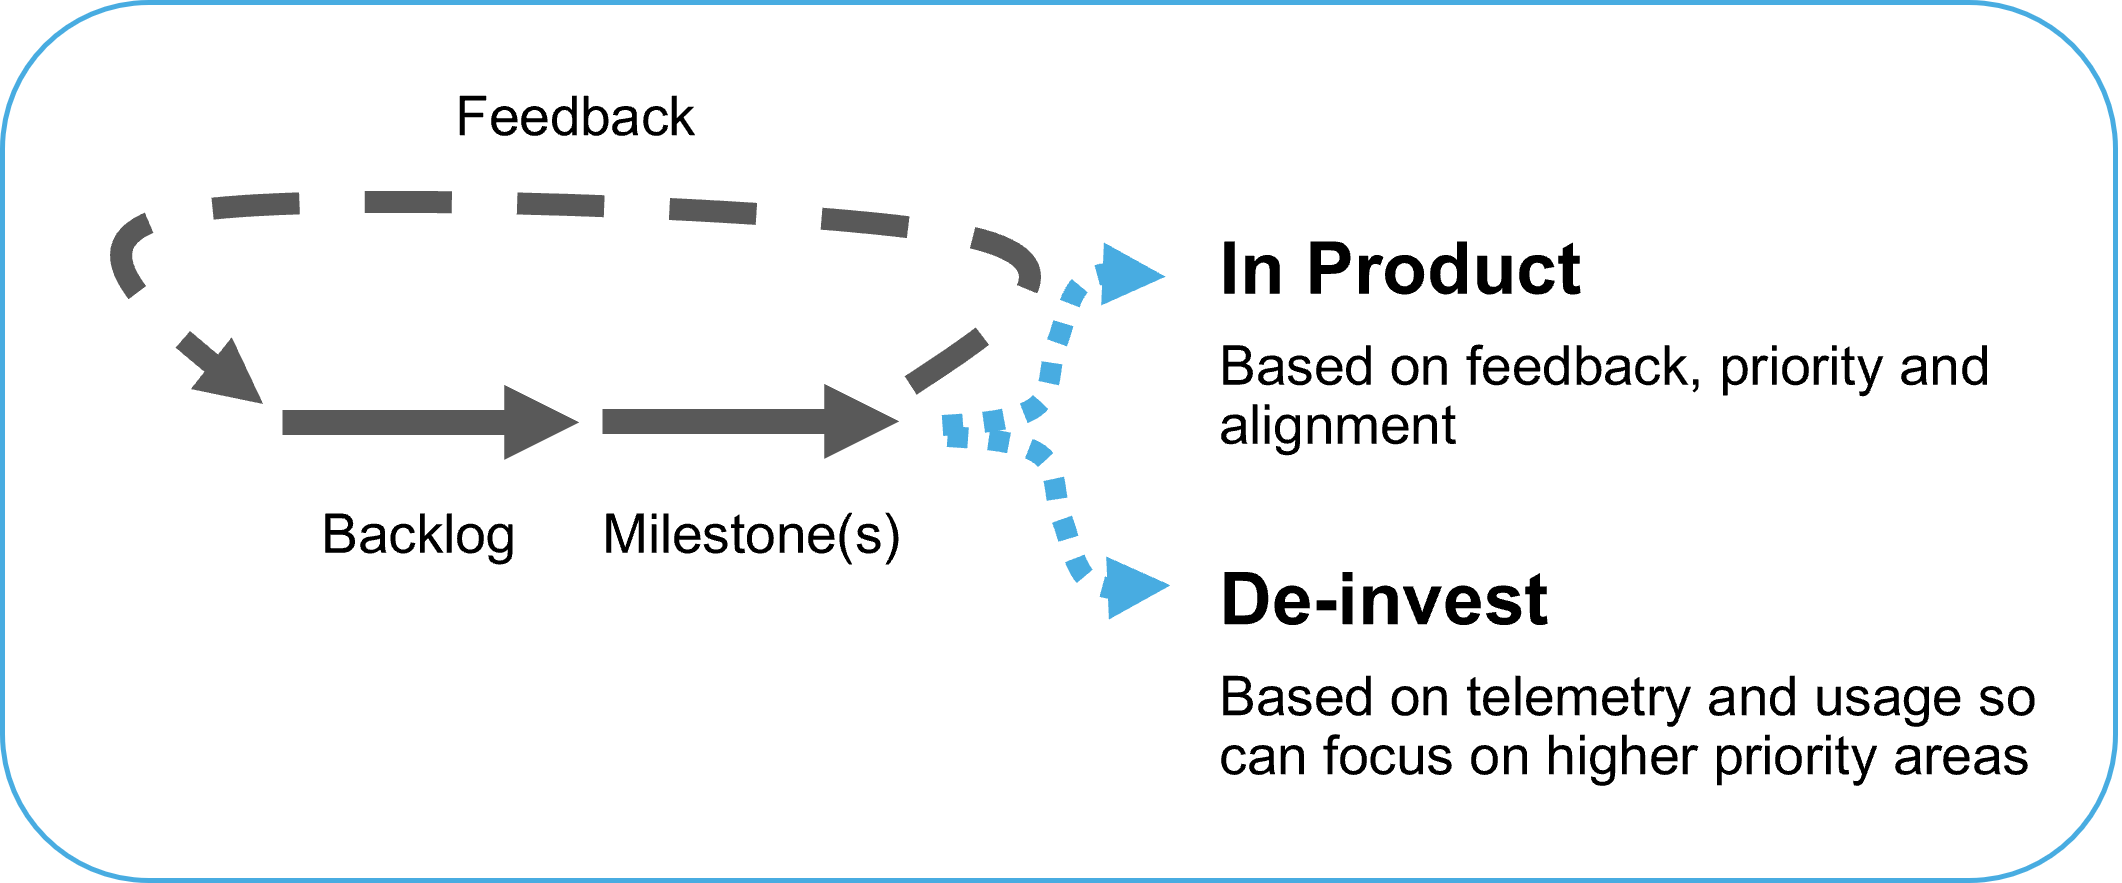 Feedback
Backlog
Milestone(s)
In Product
Based on feedback, priority and
alignment
De-invest
Based on telemetry and usage so
can focus on higher priority areas